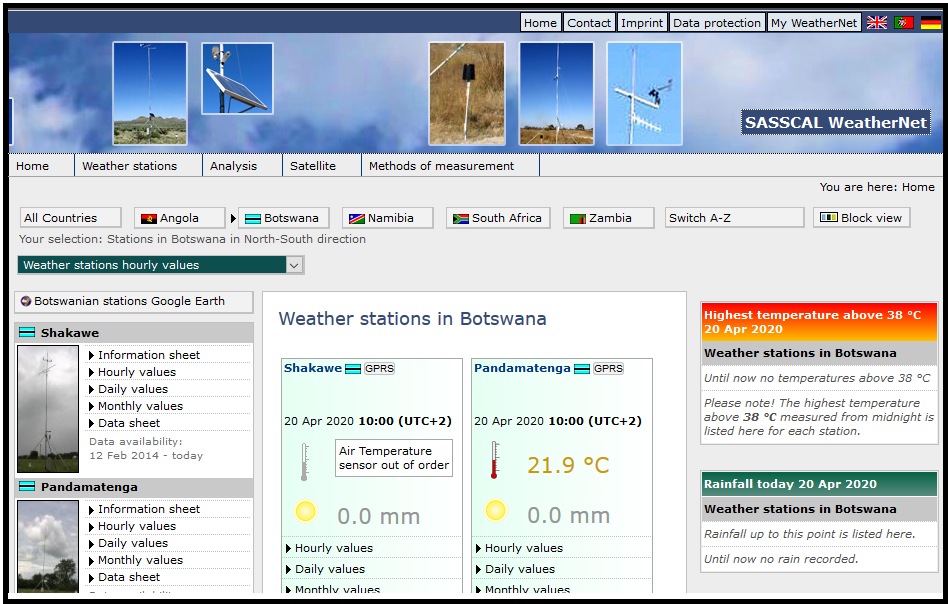 Home Contact Imprint Data protection My WeatherNet
SASSCAL WeatherNet
Home Weather stations Analysis Satellite Methods of measurement
You are here: Home
All Countries Angola Botswana Namibia South Africa Zambia Switch A-Z Block view
Your selection: Stations in Botswana in North-South direction
Weather stations hourly values
Botswanian stations Google Earth
Shakawe
Information sheet
Hourly values
Daily values
Monthly values
Data sheet
Data availability:
12 Feb 2014 - today
Pandamatenga
Information sheet
Hourly values
Daily values
Monthly values
Data sheet
Weather stations in Botswana
Shakawe GPRS
20 Apr 2020 10:00 (UTC+2)
Air Temperature
sensor out of order
0.0 mm
Hourly values
Daily values
Monthly values
Pandamatenga GPRS
20 Apr 2020 10:00 (UTC+2)
21.9 °C
0.0 mm
Hourly values
Daily values
Monthly values
Highest temperature above 38 °C
20 Apr 2020
Weather stations in Botswana
Until now no temperatures above 38 °C
Please note! The highest temperature
above 38 °C measured from midnight is
listed here for each station.
Rainfall today 20 Apr 2020
Weather stations in Botswana
Rainfall up to this point is listed here.
Until now no rain recorded.